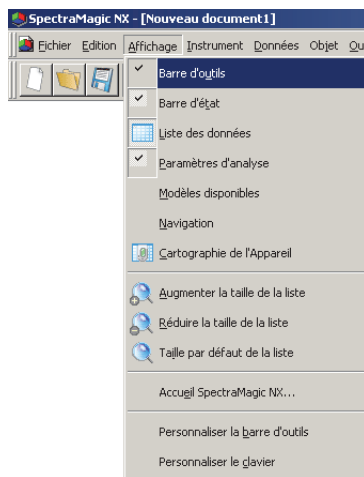 SpectraMagic NX - [Nouveau document1]
Fichier Edition Affichage Instrument Données Objet Ou
Barre d'outils
Barre d'état
Liste des données
Paramètres d'analyse
Modèles disponibles
Navigation
Cartographie de l'Appareil
Augmenter la taille de la liste
Réduire la taille de la liste
Taille par défaut de la liste
Accueil SpectraMagic NX...
Personnaliser la barre d'outils
Personnaliser le clavier